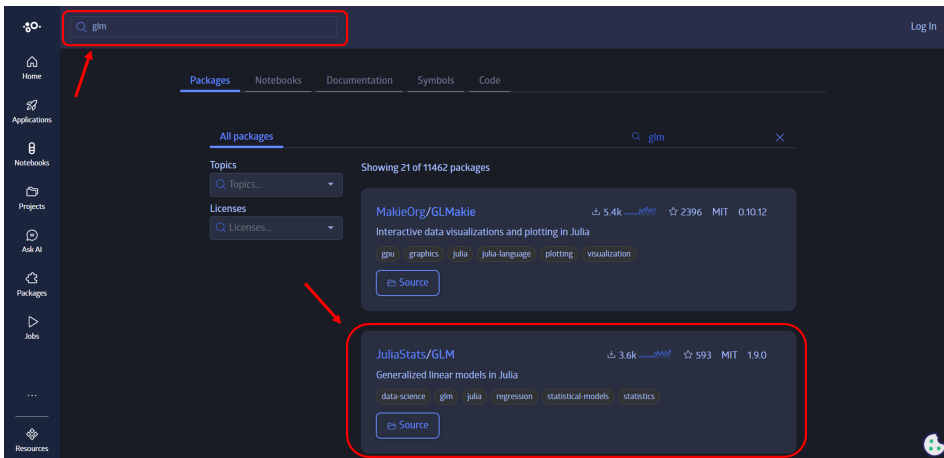 glm
Log In
Home
Applications
Notebooks
Projects
Ask AI
Packages
Jobs
...
Resources
Packages Notebooks Documentation Symbols Code
All packages glm
Topics
Topics...
Licenses
Licenses...
Showing 21 of 11462 packages
MakieOrg/GLMakie 5.4k 2396 MIT 0.10.12
Interactive data visualizations and plotting in Julia
gpu graphics julia julia-language plotting visualization
Source
JuliaStats/GLM 3.6k 593 MIT 1.9.0
Generalized linear models in Julia
data-science glm julia regression statistical-models statistics
Source